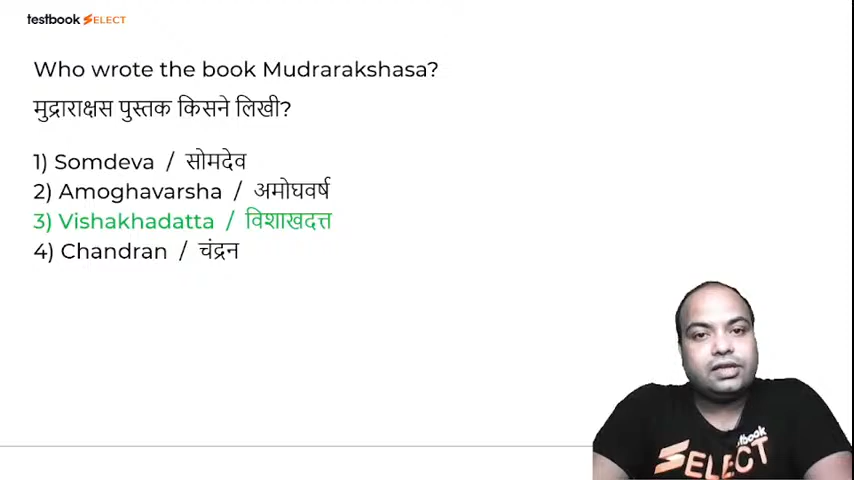 testbook SELECT
Who wrote the book Mudrarakshasa?
मुद्राराक्षस पुस्तक किसने लिखी?
1) Somdeva / सोमदेव
2) Amoghavarsha / अमोघवर्ष
3) Vishakhadatta / विशाखदत्त
4) Chandran / चंद्रन
testbook
SELECT